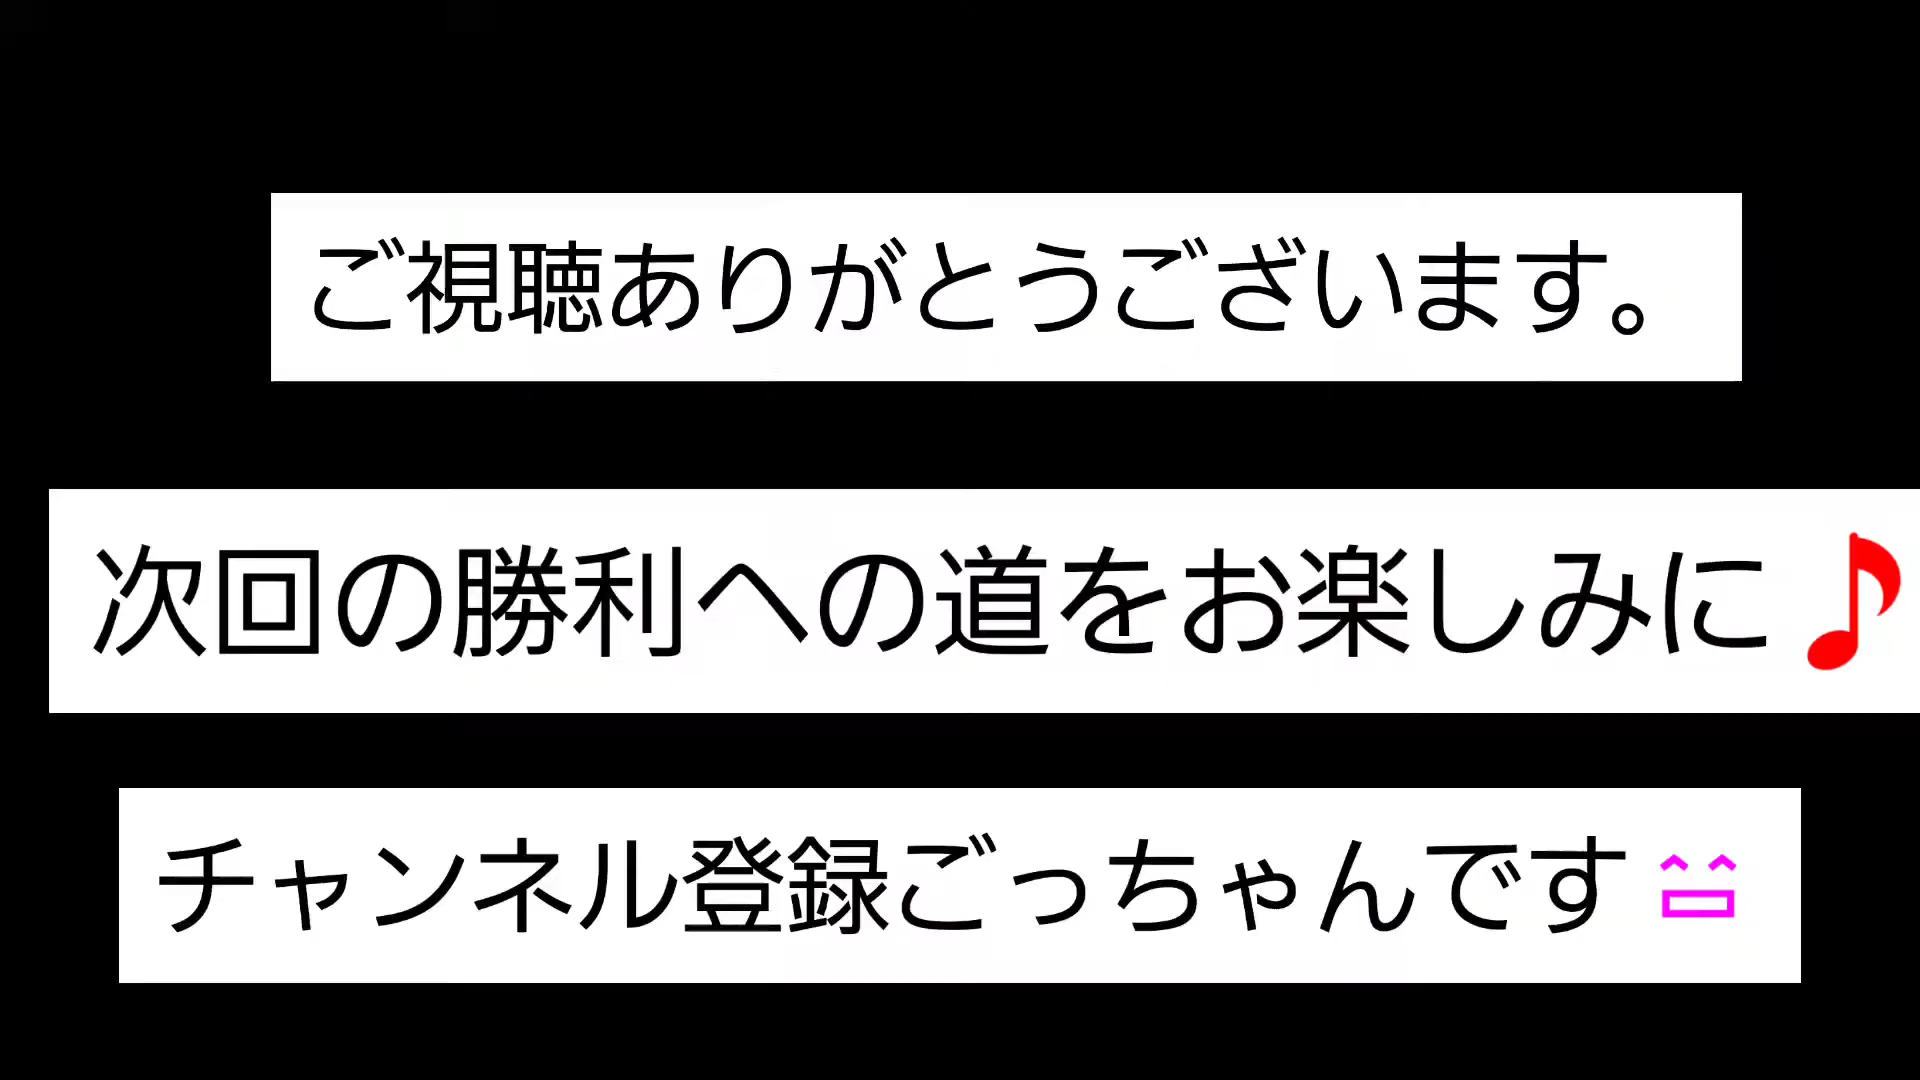 ご視聴ありがとうございます。
次回の勝利への道をお楽しみに♪
チャンネル登録ごっちゃんです